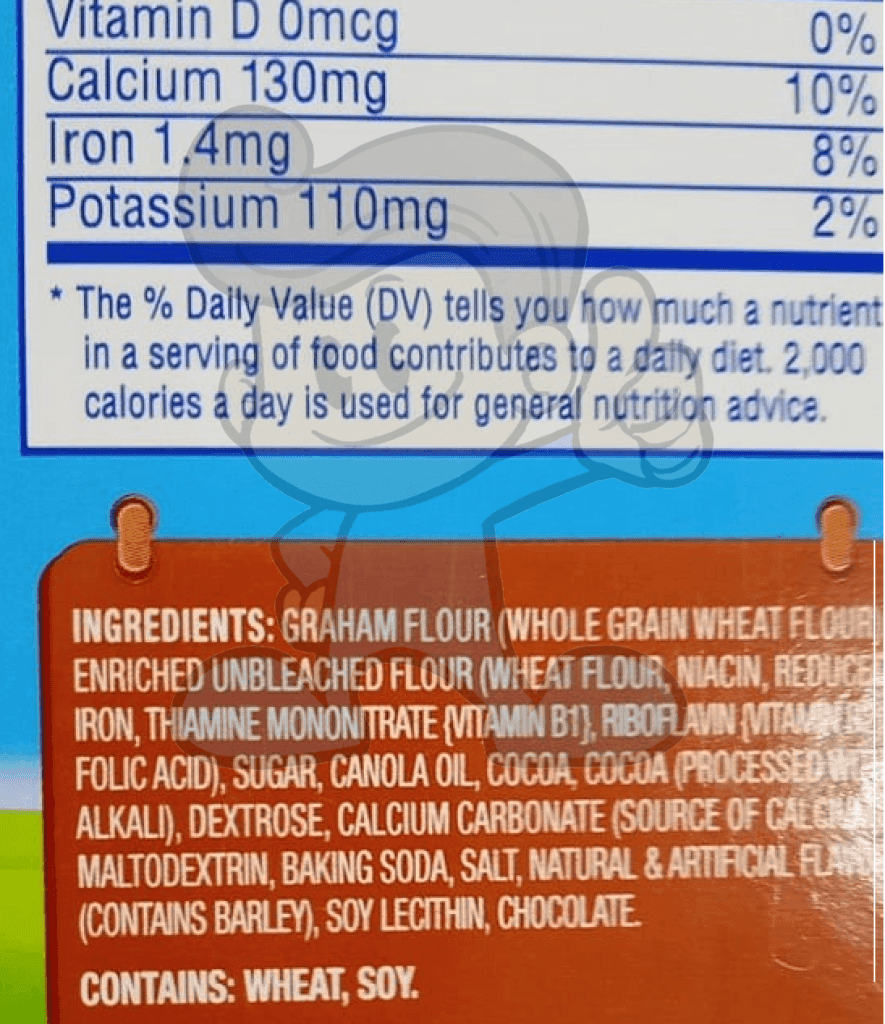 Vitamin D 0mcg 0%
Calcium 130mg 10%
Iron 1.4mg 8%
Potassium 110mg 2%
* The % Daily Value (DV) tells you how much a nutrient
in a serving of food contributes to a daily diet. 2,000
calories a day is used for general nutrition advice.
INGREDIENTS: GRAHAM FLOUR (WHOLE GRAIN WHEAT FLOUR
ENRICHED UNBLEACHED FLOUR (WHEAT FLOUR, NIACIN,
IRON, THIAMINE MONONITRATE {VITAMIN B1}, RIBOFLAVIN
FOLIC ACID), SUGAR, CANOLA OIL, COCOA, COCOA (PROCESSED
ALKALI), DEXTROSE, CALCIUM CARBONATE (SOURCE OF
MALTODEXTRIN, BAKING SODA, SALT, NATURAL & ARTIFICIAL
(CONTAINS BARLEY), SOY LECITHIN, CHOCOLATE.
CONTAINS: WHEAT, SOY.